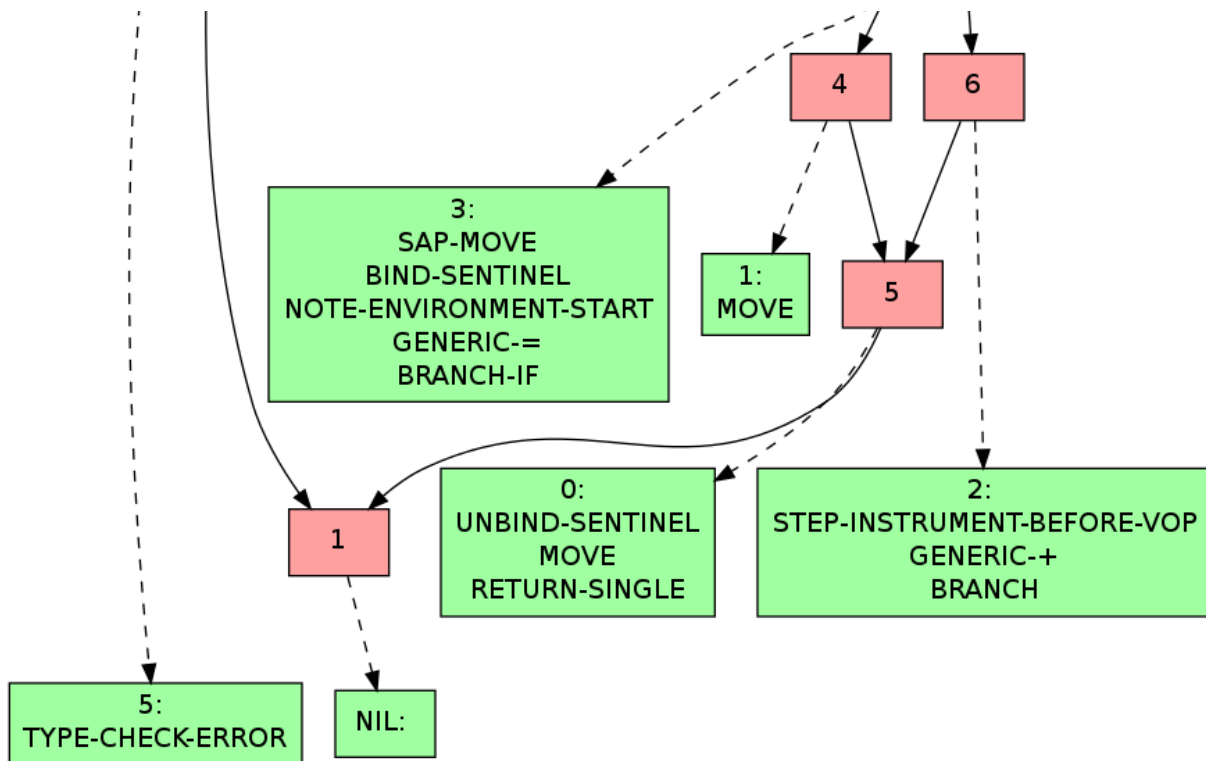 4
6
3:
SAP-MOVE
BIND-SENTINEL
NOTE-ENVIRONMENT-START
GENERIC-=
BRANCH-IF
1:
MOVE
5
0:
UNBIND-SENTINEL
MOVE
RETURN-SINGLE
2:
STEP-INSTRUMENT-BEFORE-VOP
GENERIC-+
BRANCH
1
5:
TYPE-CHECK-ERROR
NIL: